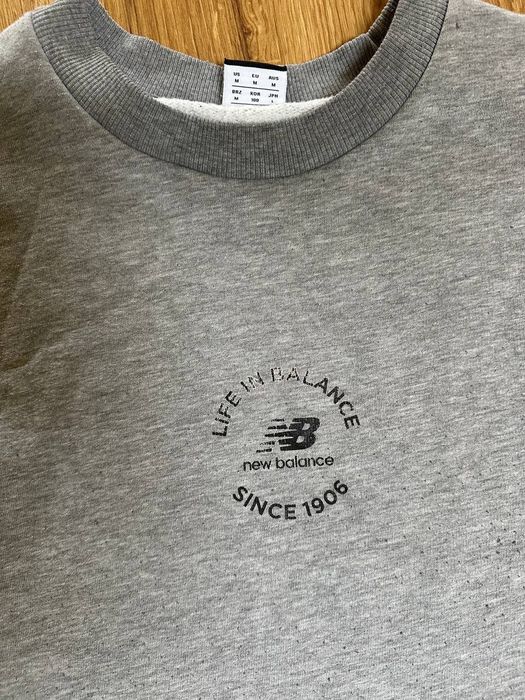 US EU AUS
M M M
BRZ KOR JPN
M 100 L
LIFE IN BALANCE
new balance
SINCE 1906